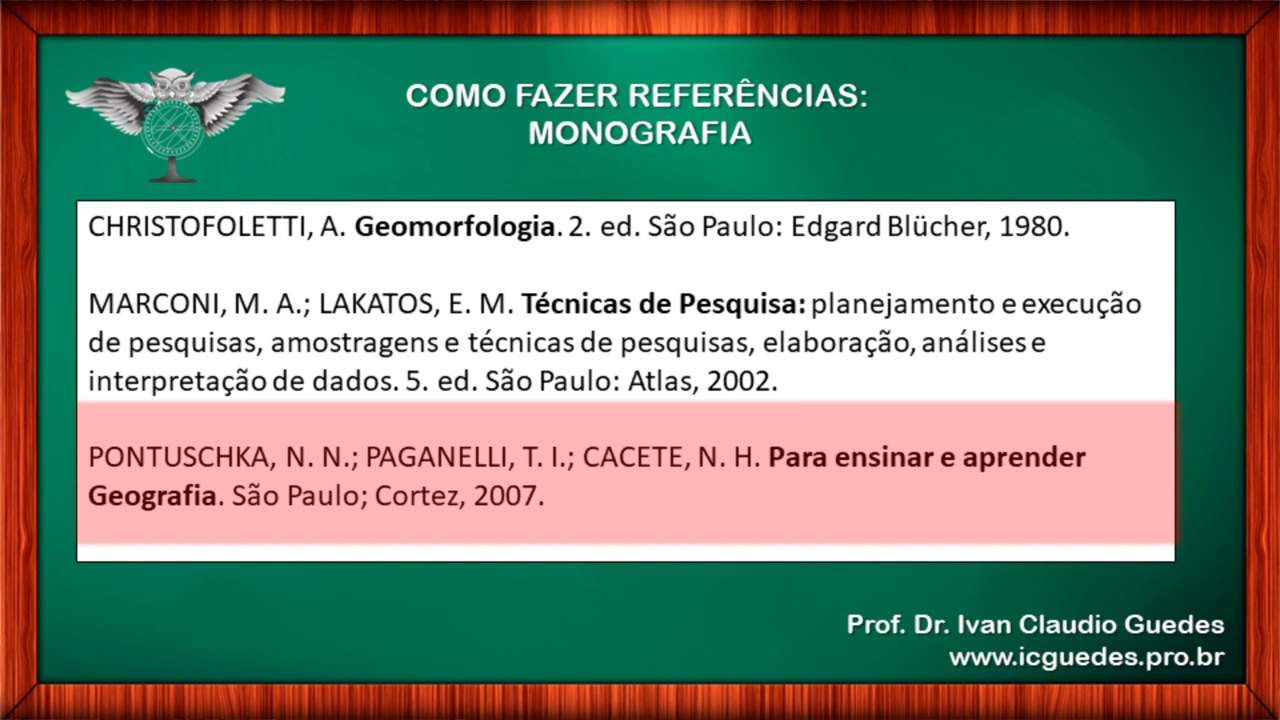 COMO FAZER REFERÊNCIAS:
MONOGRAFIA
CHRISTOFOLETTI, A. Geomorfologia. 2. ed. São Paulo: Edgard Blücher, 1980.
MARCONI, M. A.; LAKATOS, E. M. Técnicas de Pesquisa: planejamento e execução
de pesquisas, amostragens e técnicas de pesquisas, elaboração, análises e
interpretação de dados. 5. ed. São Paulo: Atlas, 2002.
PONTUSCHKA, N. N.; PAGANELLI, T. I.; CACETE, N. H. Para ensinar e aprender
Geografia. São Paulo; Cortez, 2007.
Prof. Dr. Ivan Claudio Guedes
www.icguedes.pro.br